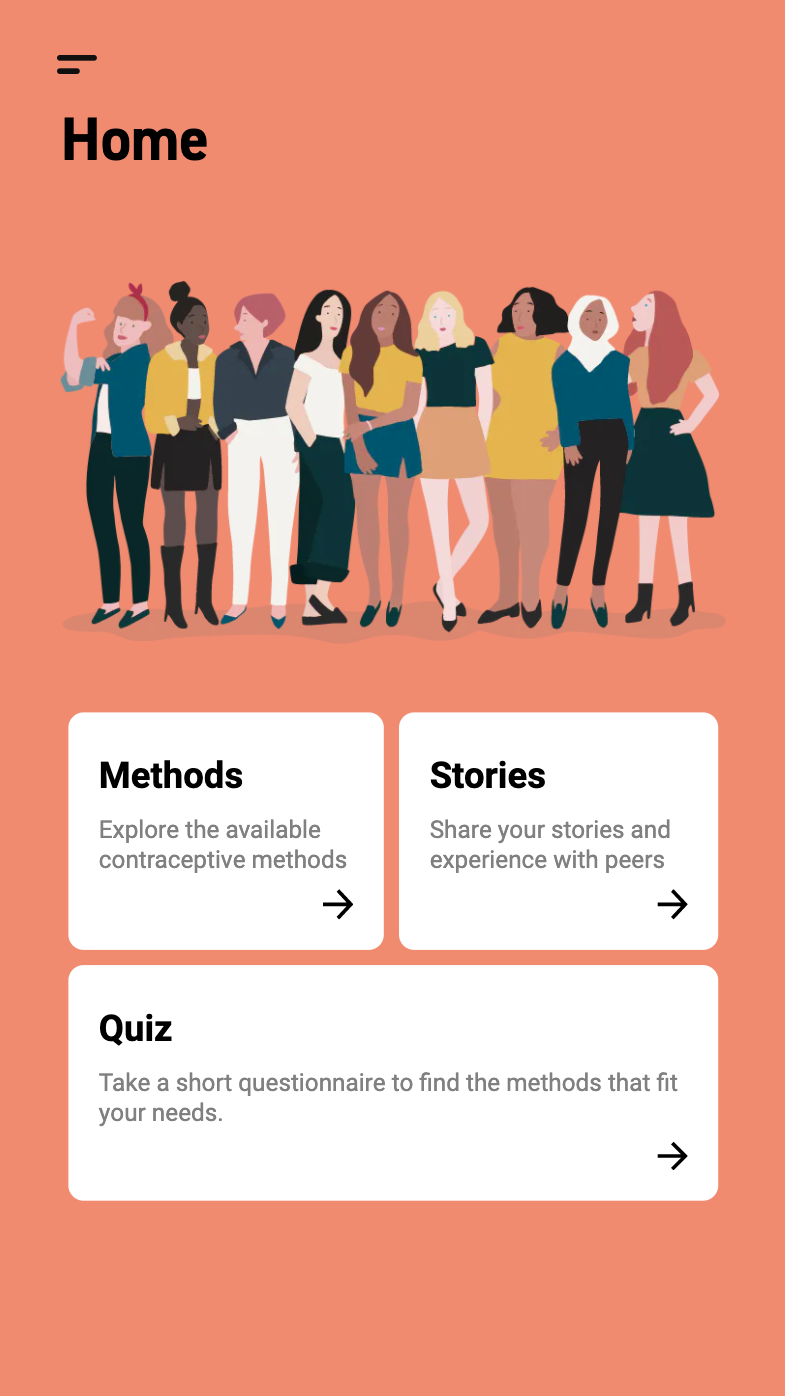 Home
Methods
Explore the available
contraceptive methods
Stories
Share your stories and
experience with peers
Quiz
Take a short questionnaire to find the methods that fit
your needs.